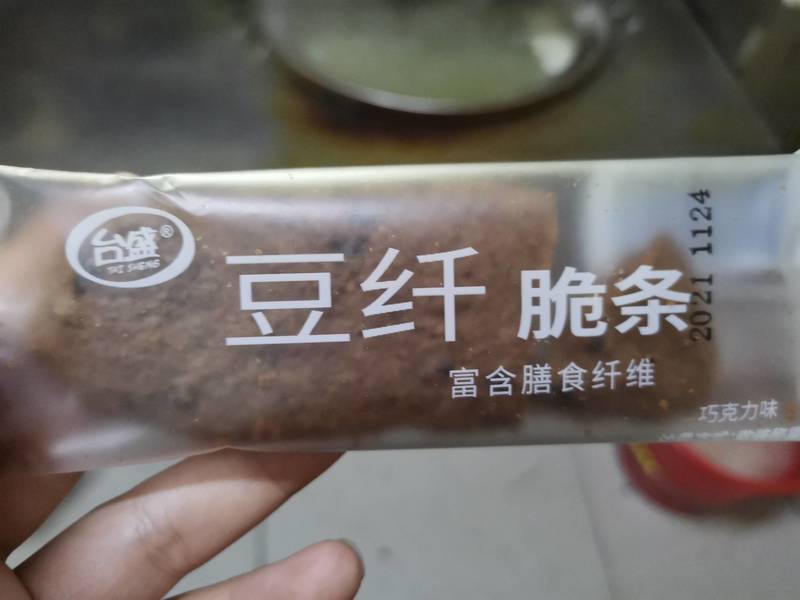 台盛®
TAI SHENG
豆纤 脆条
富含膳食纤维
巧克力味
2021 1124